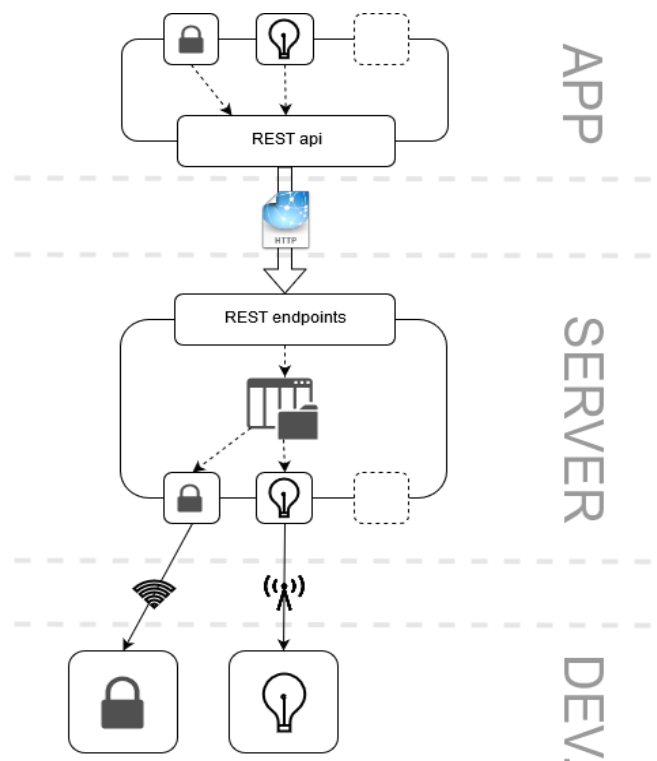 APP
REST api
HTTP
REST endpoints
SERVER
DEV.